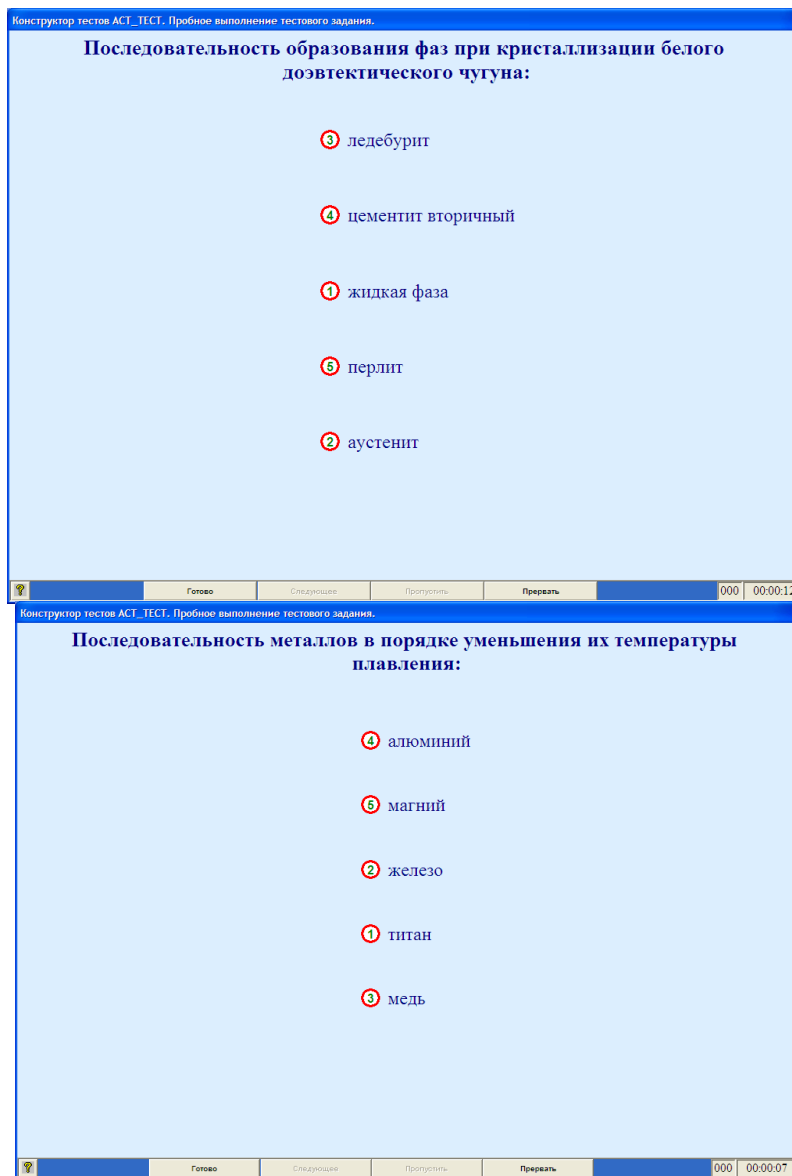 Конструктор тестов АСТ_ТЕСТ. Пробное выполнение тестового задания.
Последовательность образования фаз при кристаллизации белого
доэвтектического чугуна:
3 ледебурит
4 цементит вторичный
1 жидкая фаза
5 перлит
2 аустенит
? Готово Следующее Пропустить Прервать 000 00:00:12
Конструктор тестов АСТ_ТЕСТ. Пробное выполнение тестового задания.
Последовательность металлов в порядке уменьшения их температуры
плавления:
4 алюминий
5 магний
2 железо
1 титан
3 медь
? Готово Следующее Пропустить Прервать 000 00:00:07